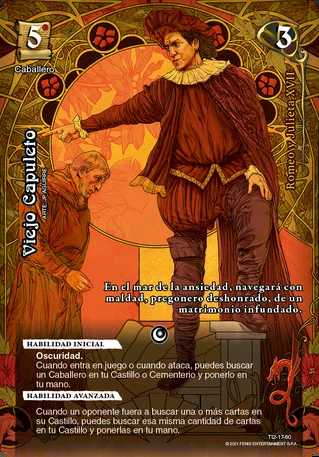 5
3
Caballero
Romeo y Julieta XVII
Viejo Capuleto
ARTE: JP AGUIRRE
En el mar de la ansiedad, navegará con
maldad, pregonero deshonrado, de un
matrimonio infundado.
HABILIDAD INICIAL
Oscuridad.
Cuando entra en juego o cuando ataca, puedes buscar
un Caballero en tu Castillo o Cementerio y ponerlo en
tu mano.
HABILIDAD AVANZADA
Cuando un oponente fuera a buscar una o más cartas en
su Castillo, puedes buscar esa misma cantidad de cartas
en tu Castillo y ponerlas en tu mano.
TI2-17-60
© 2021 FENIX ENTERTAINMENT S.P.A.